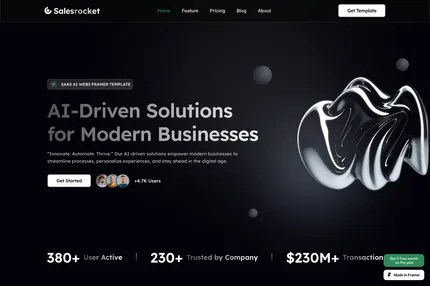 Salesrocket
Home
Feature
Pricing
Blog
About
Get Template
SAAS AI WEB3 FRAMER TEMPLATE
AI-Driven Solutions
for Modern Businesses
"Innovate. Automate. Thrive." Our AI-driven solutions empower modern businesses to
streamline processes, personalize experiences, and stay ahead in the digital age.
Get Started
+4.7K Users
380+ User Active
230+ Trusted by Company
$230M+ Transaction
Get 3 Free month
on Pro plan
Made in Framer